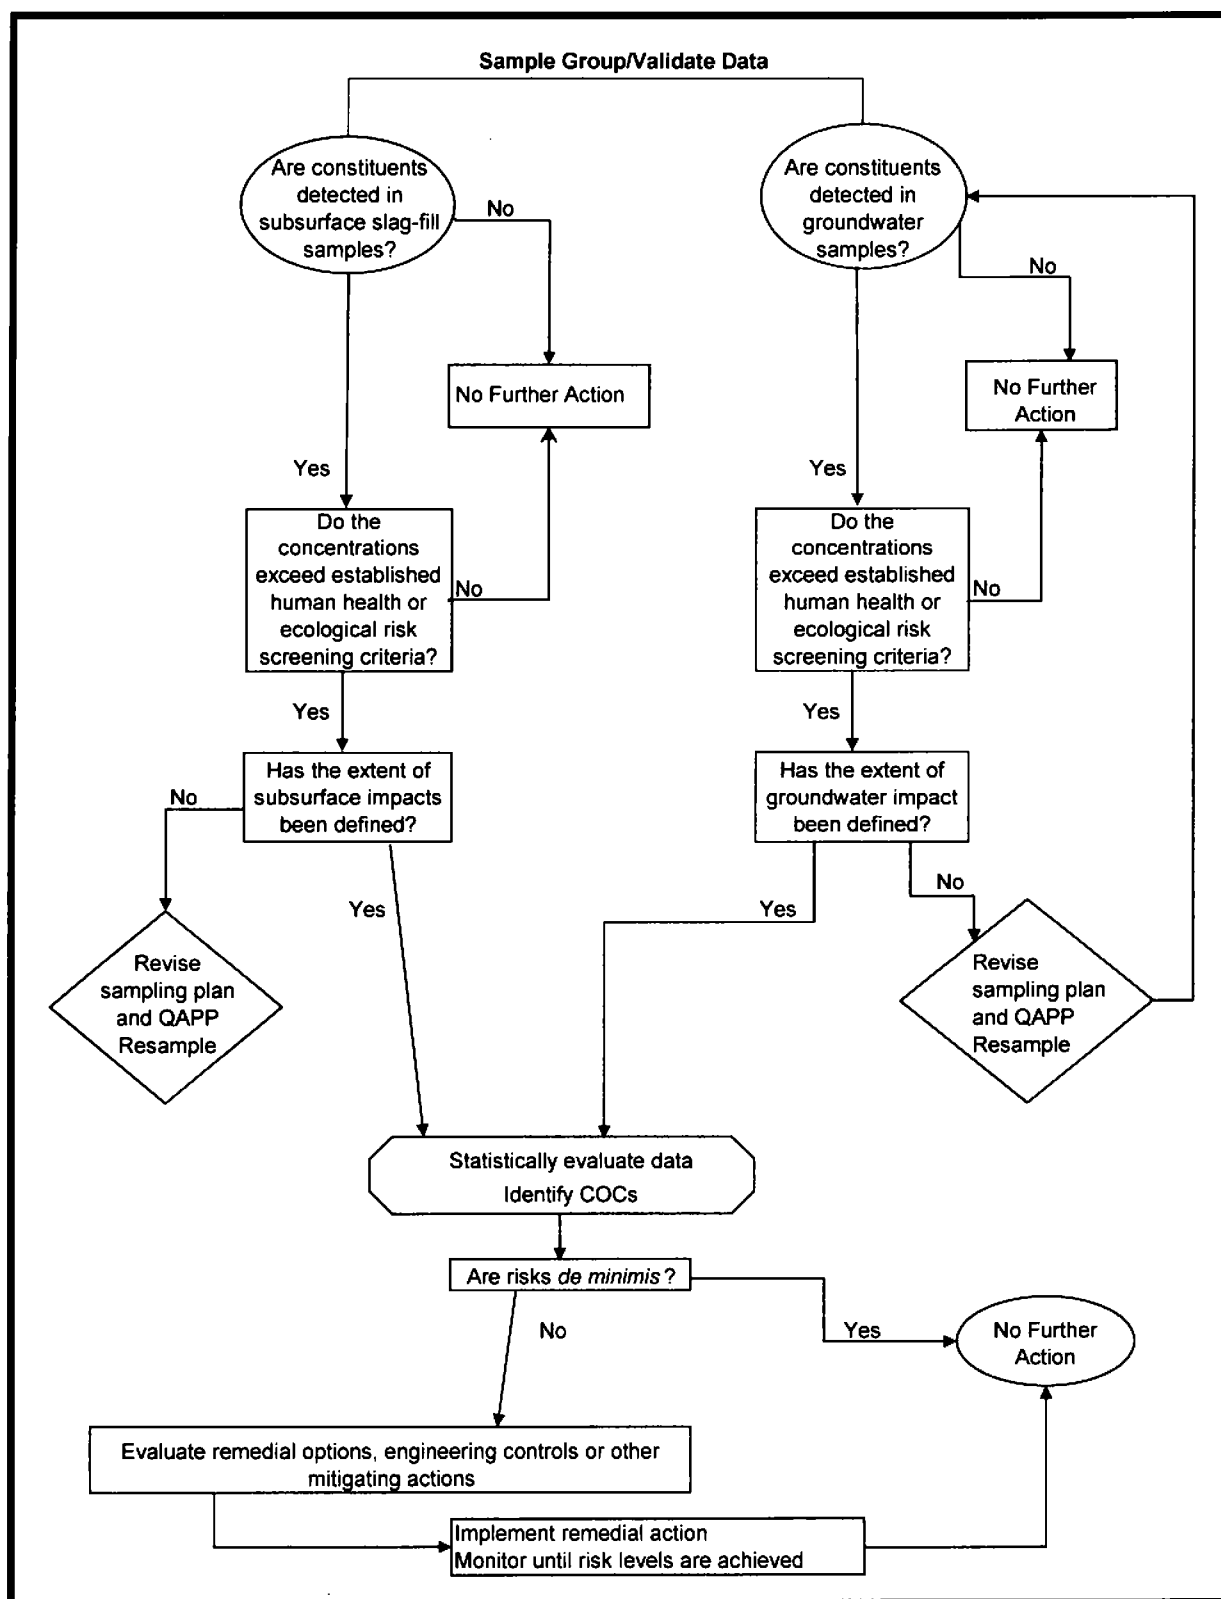 Sample Group/Validate Data
Are constituents
detected in
subsurface slag-fill
samples?
No
Are constituents
detected in
groundwater
samples?
No
No Further Action
No Further
Action
Yes
Yes
Do the
concentrations
exceed established
human health or
ecological risk
screening criteria?
No
Do the
concentrations
exceed established
human health or
ecological risk
screening criteria?
No
Yes
Yes
Has the extent of
subsurface impacts
been defined?
No
Has the extent of
groundwater impact
been defined?
No
Yes
Yes
Revise
sampling plan
and QAPP
Resample
Revise
sampling plan
and QAPP
Resample
Statistically evaluate data
Identify COCs
Are risks de minimis?
No
Yes
No Further
Action
Evaluate remedial options, engineering controls or other
mitigating actions
Implement remedial action
Monitor until risk levels are achieved